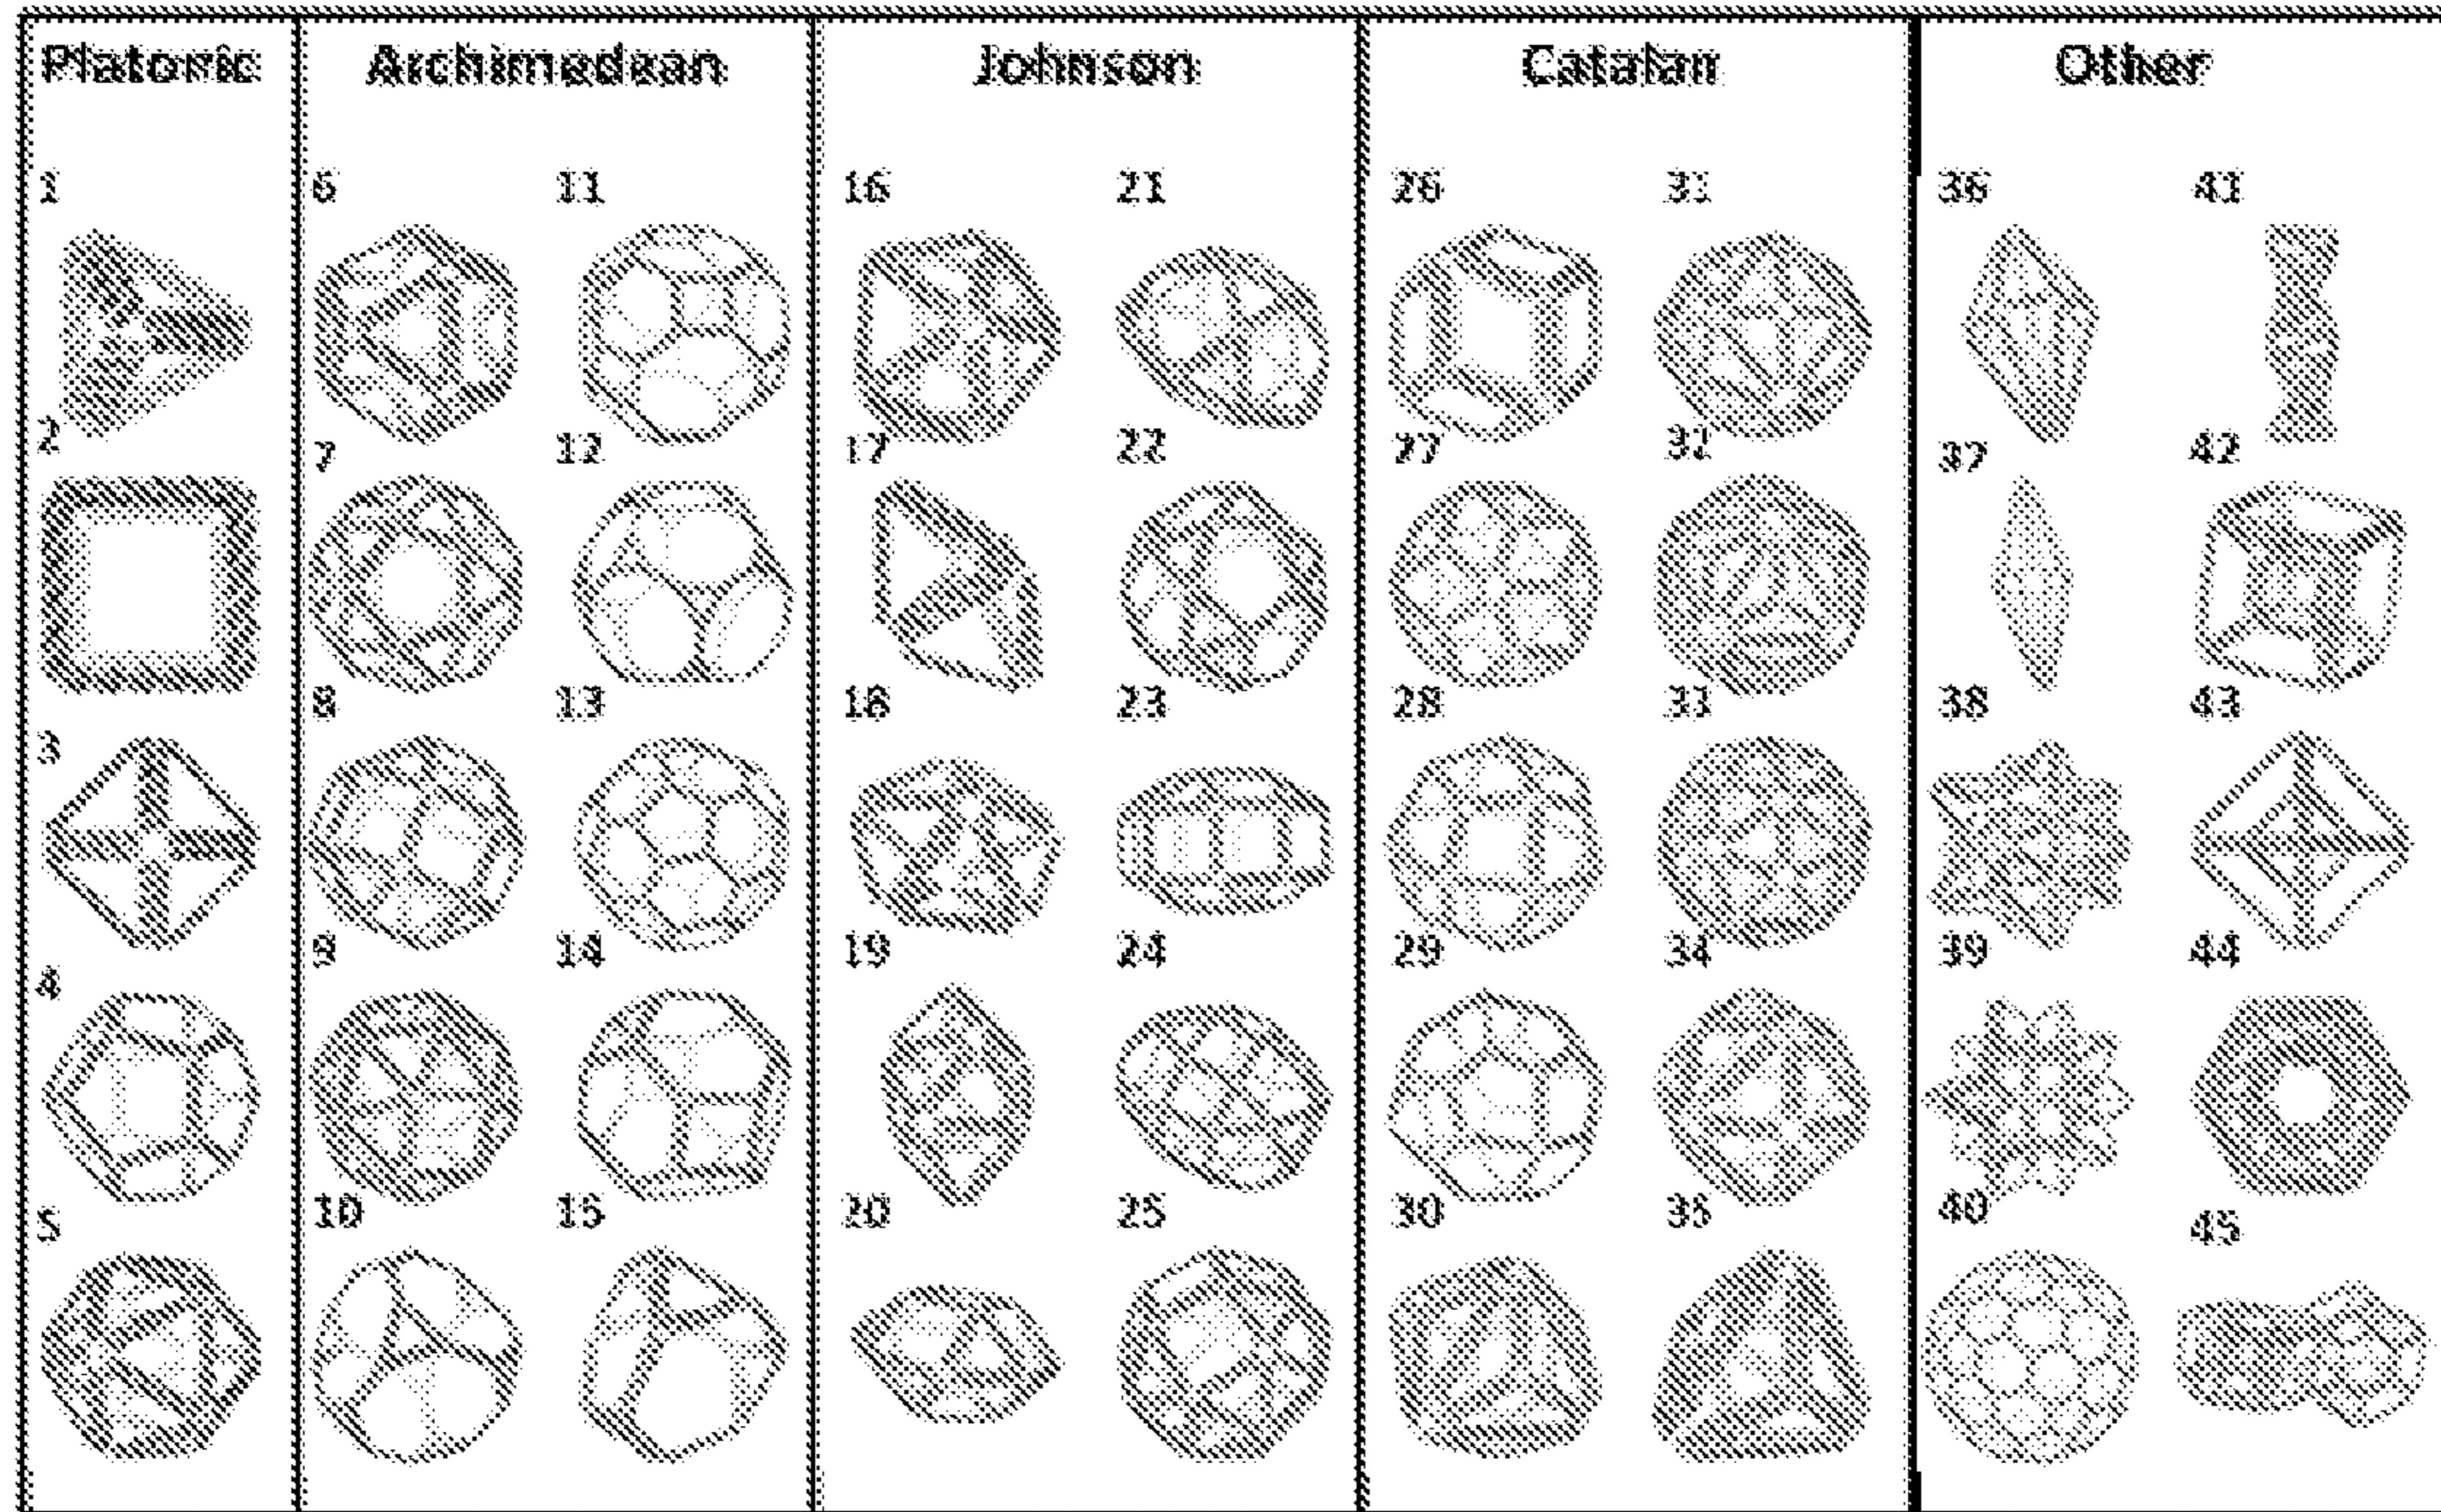 Platonic Archimedean Johnson Catalan Other
1 6 11 16 21 26 31 36 41
2 7 12 17 22 27 32 37 42
3 8 13 18 23 28 33 38 43
4 9 14 19 24 29 34 39 44
5 10 15 20 25 30 35 40 45